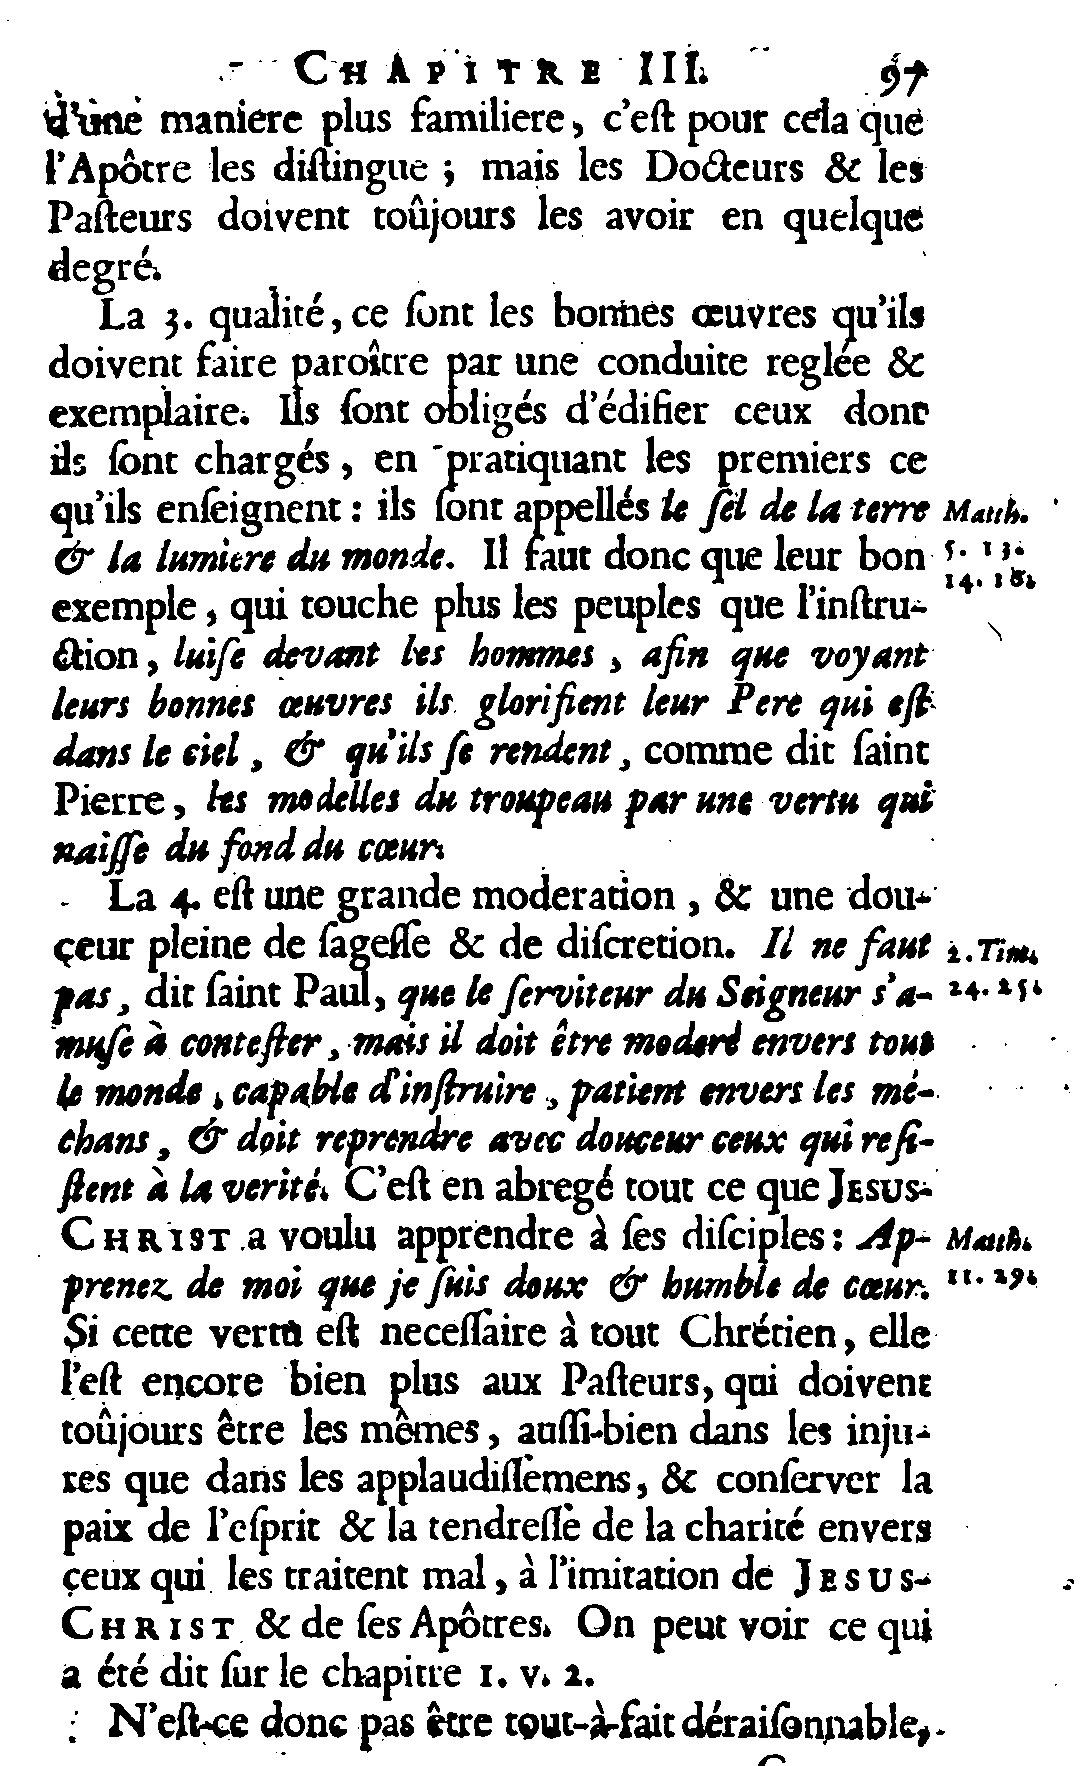 CHAPITRE III. 97
d'une maniere plus familiere, c'eſt pour cela que
l'Apôtre les diſtingue ; mais les Docteurs & les
Paſteurs doivent toûjours les avoir en quelque
degré.
La 3. qualité, ce ſont les bonnes œuvres qu'ils
doivent faire paroître par une conduite reglée &
exemplaire. Ils ſont obligés d'édifier ceux dont
ils ſont chargés, en pratiquant les premiers ce
qu'ils enſeignent : ils ſont appellés le ſel de la terre
Matth.
& la lumiere du monde. Il faut donc que leur bon
5. 13.
14. 16.
exemple, qui touche plus les peuples que l'inſtru-
ction, luiſe devant les hommes, afin que voyant
leurs bonnes œuvres ils glorifient leur Pere qui eſt
dans le ciel, & qu'ils ſe rendent, comme dit ſaint
Pierre, les modelles du troupeau par une vertu qui
naiſſe du fond du cœur.
La 4. eſt une grande moderation, & une dou-
çeur pleine de ſageſſe & de diſcretion. Il ne faut
2. Tim.
pas, dit ſaint Paul, que le ſerviteur du Seigneur s'a-
24. 25.
muſe à conteſter, mais il doit être moderé envers tout
le monde, capable d'inſtruire, patient envers les mé-
chans, & doit reprendre avec douceur ceux qui reſi-
ſtent à la verité. C'eſt en abregé tout ce que JESUS-
CHRIST a voulu apprendre à ſes diſciples : Ap-
Matth.
prenez de moi que je ſuis doux & humble de cœur.
11. 29.
Si cette vertu eſt neceſſaire à tout Chrétien, elle
l'eſt encore bien plus aux Paſteurs, qui doivent
toûjours être les mêmes, auſſi-bien dans les inju-
res que dans les applaudiſſemens, & conſerver la
paix de l'eſprit & la tendreſſe de la charité envers
ceux qui les traitent mal, à l'imitation de JESUS-
CHRIST & de ſes Apôtres. On peut voir ce qui
a été dit ſur le chapitre 1. v. 2.
N'eſt-ce donc pas être tout-à-fait déraiſonnable,